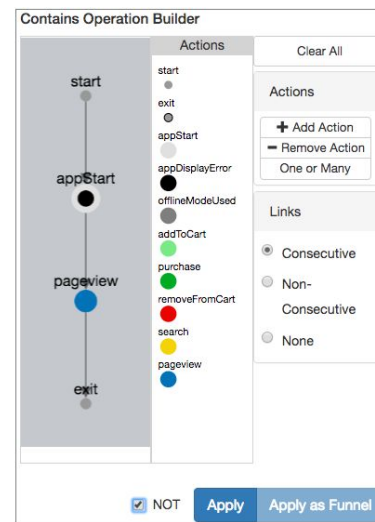 Contains Operation Builder
start
appStart
pageview
exit
Actions
start
exit
appStart
appDisplayError
offlineModeUsed
addToCart
purchase
removeFromCart
search
pageview
Clear All
Actions
+ Add Action
- Remove Action
One or Many
Links
Consecutive
Non-
Consecutive
None
NOT
Apply
Apply as Funnel